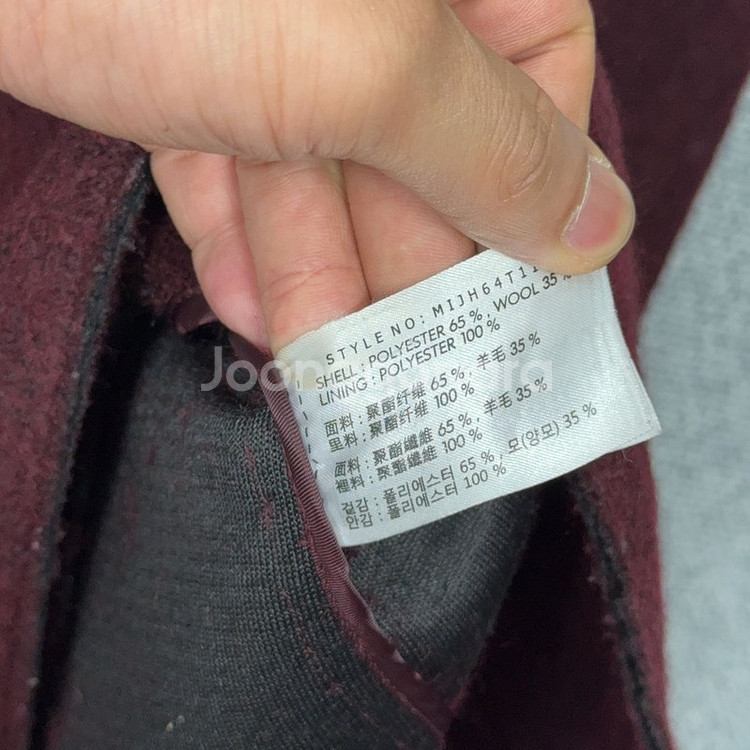 STYLE NO : MIJH64T11
SHELL : POLYESTER 65 % , WOOL 35 %
LINING : POLYESTER 100 %
面料 : 聚酯纤维 65 % , 羊毛 35 %
里料 : 聚酯纤维 100 %
面料 : 聚酯纖維 65 % , 羊毛 35 %
裡料 : 聚酯纖維 100 %
겉감 : 폴리에스터 65 % , 모(양모) 35 %
안감 : 폴리에스터 100 %